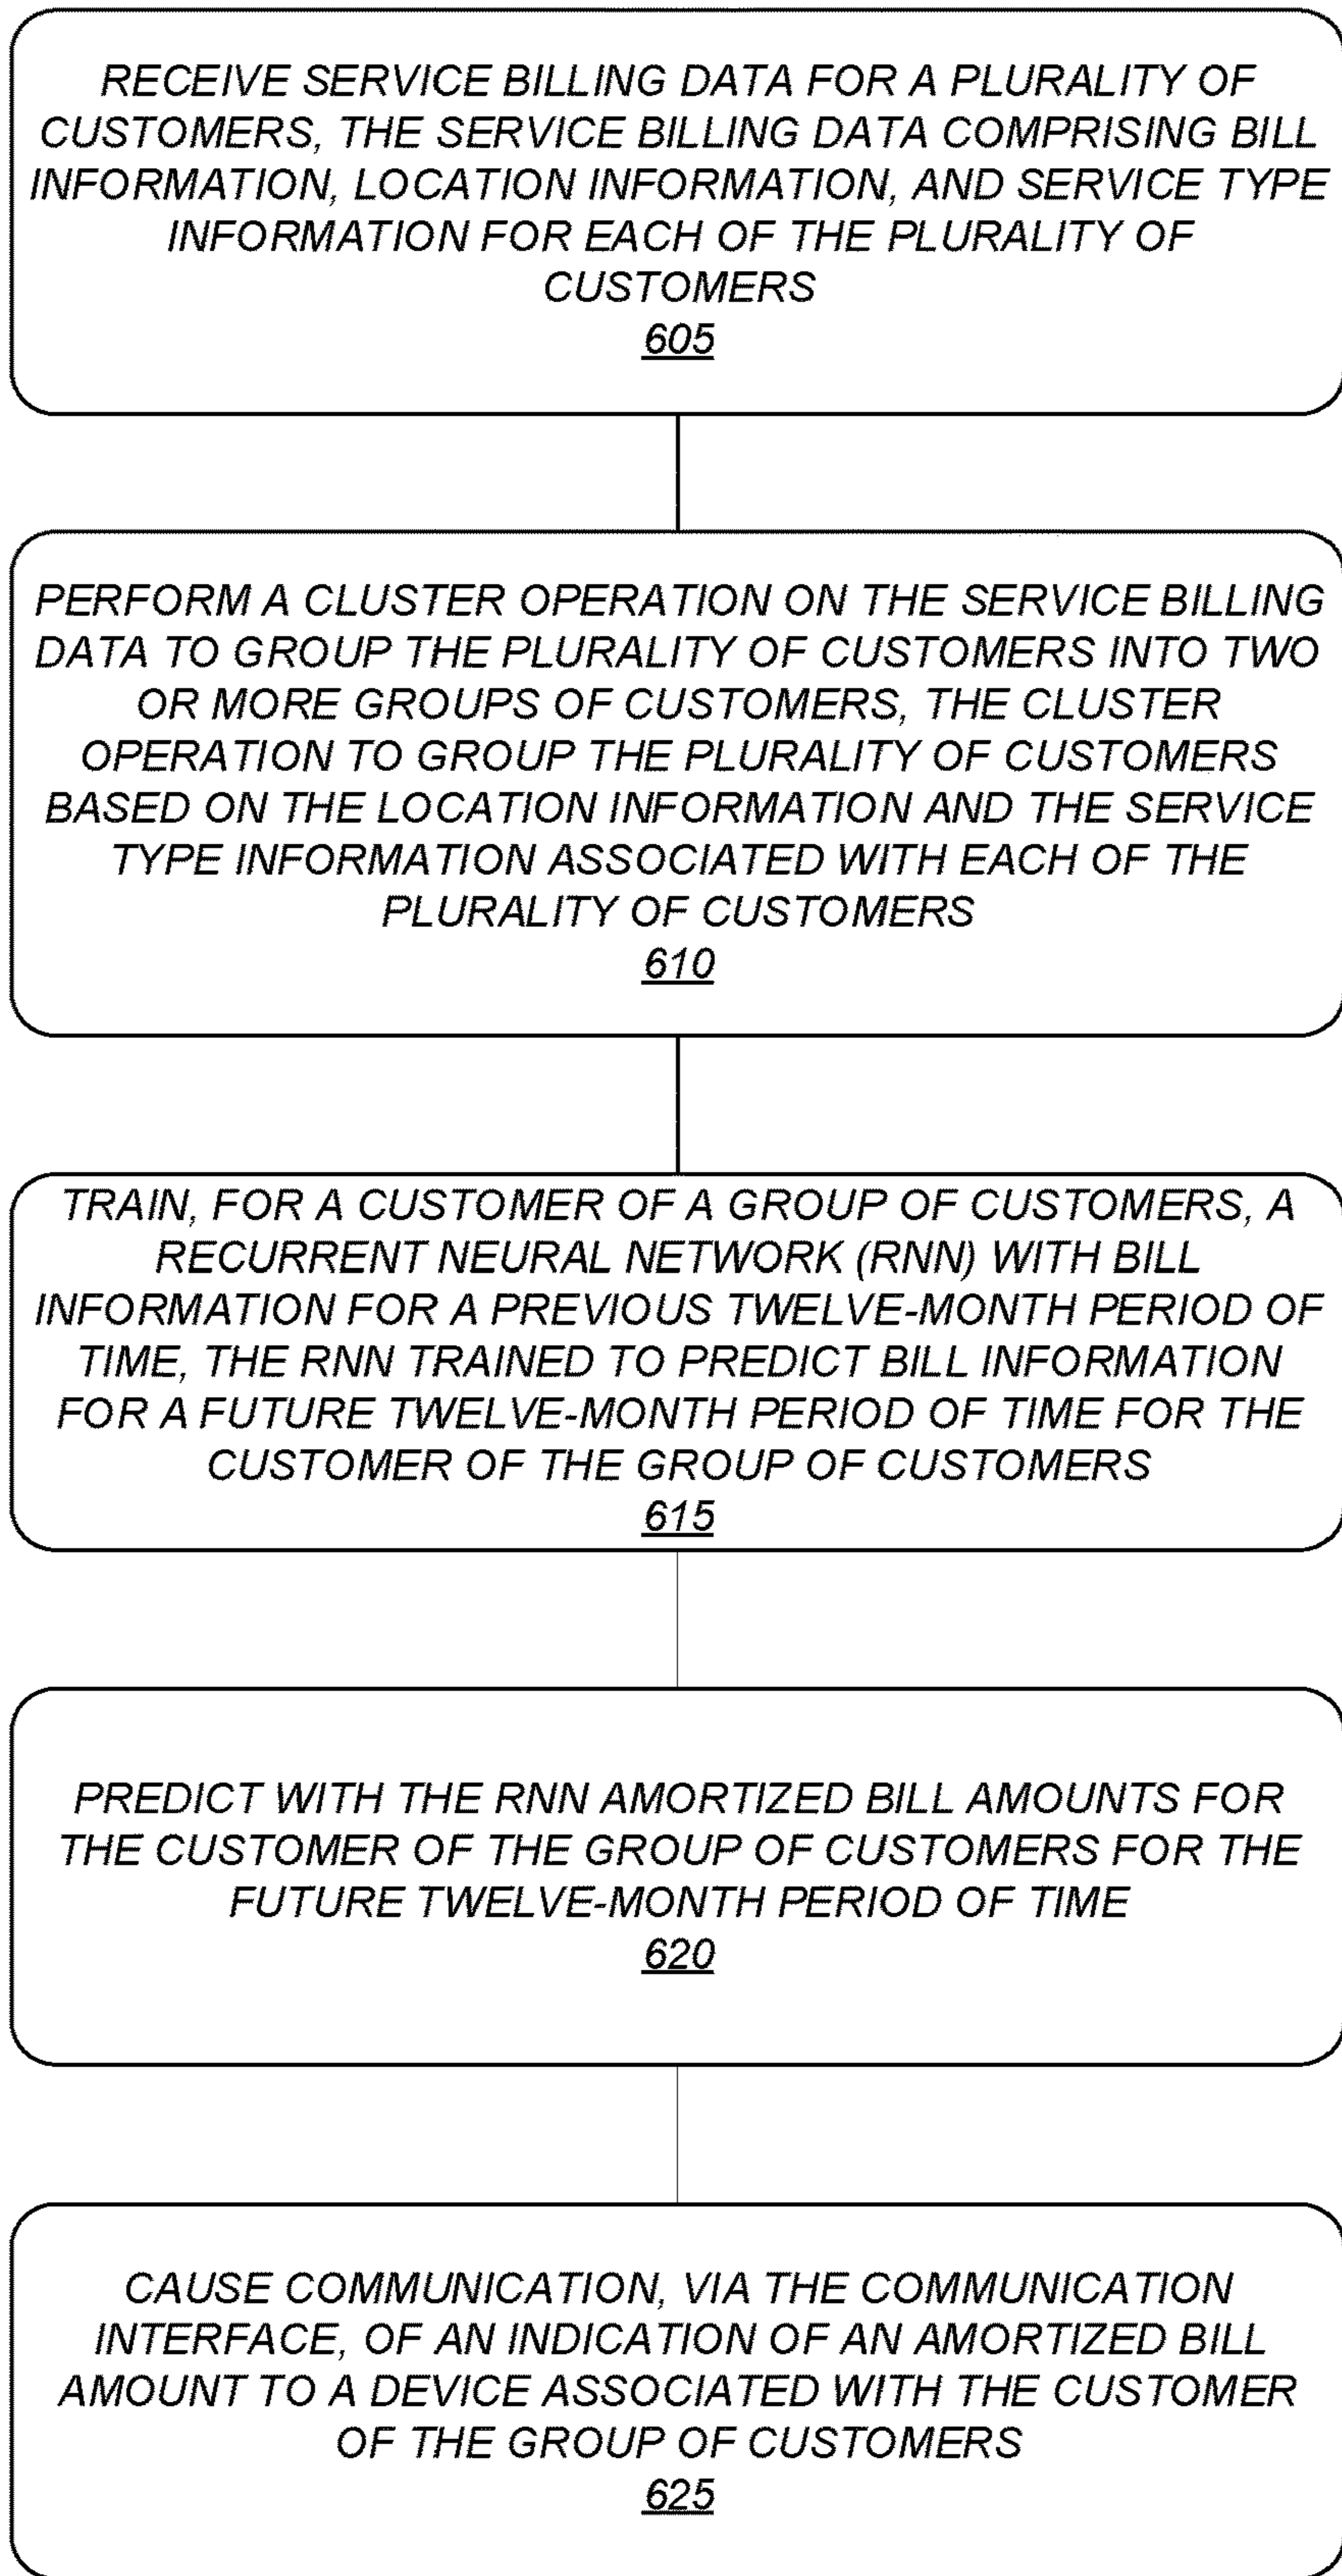 RECEIVE SERVICE BILLING DATA FOR A PLURALITY OF
CUSTOMERS, THE SERVICE BILLING DATA COMPRISING BILL
INFORMATION, LOCATION INFORMATION, AND SERVICE TYPE
INFORMATION FOR EACH OF THE PLURALITY OF
CUSTOMERS
605
PERFORM A CLUSTER OPERATION ON THE SERVICE BILLING
DATA TO GROUP THE PLURALITY OF CUSTOMERS INTO TWO
OR MORE GROUPS OF CUSTOMERS, THE CLUSTER
OPERATION TO GROUP THE PLURALITY OF CUSTOMERS
BASED ON THE LOCATION INFORMATION AND THE SERVICE
TYPE INFORMATION ASSOCIATED WITH EACH OF THE
PLURALITY OF CUSTOMERS
610
TRAIN, FOR A CUSTOMER OF A GROUP OF CUSTOMERS, A
RECURRENT NEURAL NETWORK (RNN) WITH BILL
INFORMATION FOR A PREVIOUS TWELVE-MONTH PERIOD OF
TIME, THE RNN TRAINED TO PREDICT BILL INFORMATION
FOR A FUTURE TWELVE-MONTH PERIOD OF TIME FOR THE
CUSTOMER OF THE GROUP OF CUSTOMERS
615
PREDICT WITH THE RNN AMORTIZED BILL AMOUNTS FOR
THE CUSTOMER OF THE GROUP OF CUSTOMERS FOR THE
FUTURE TWELVE-MONTH PERIOD OF TIME
620
CAUSE COMMUNICATION, VIA THE COMMUNICATION
INTERFACE, OF AN INDICATION OF AN AMORTIZED BILL
AMOUNT TO A DEVICE ASSOCIATED WITH THE CUSTOMER
OF THE GROUP OF CUSTOMERS
625